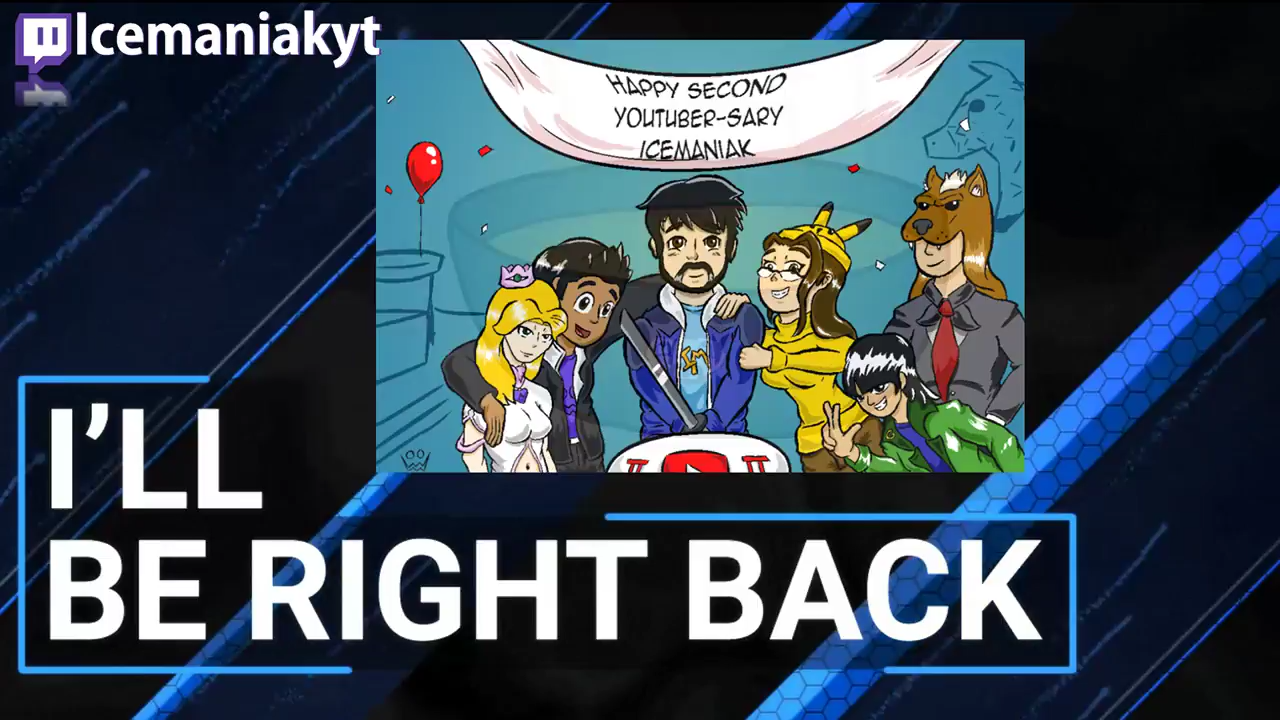 Icemaniakyt
HAPPY SECOND
YOUTUBER-SARY
ICEMANIAK
I'LL
BE RIGHT BACK